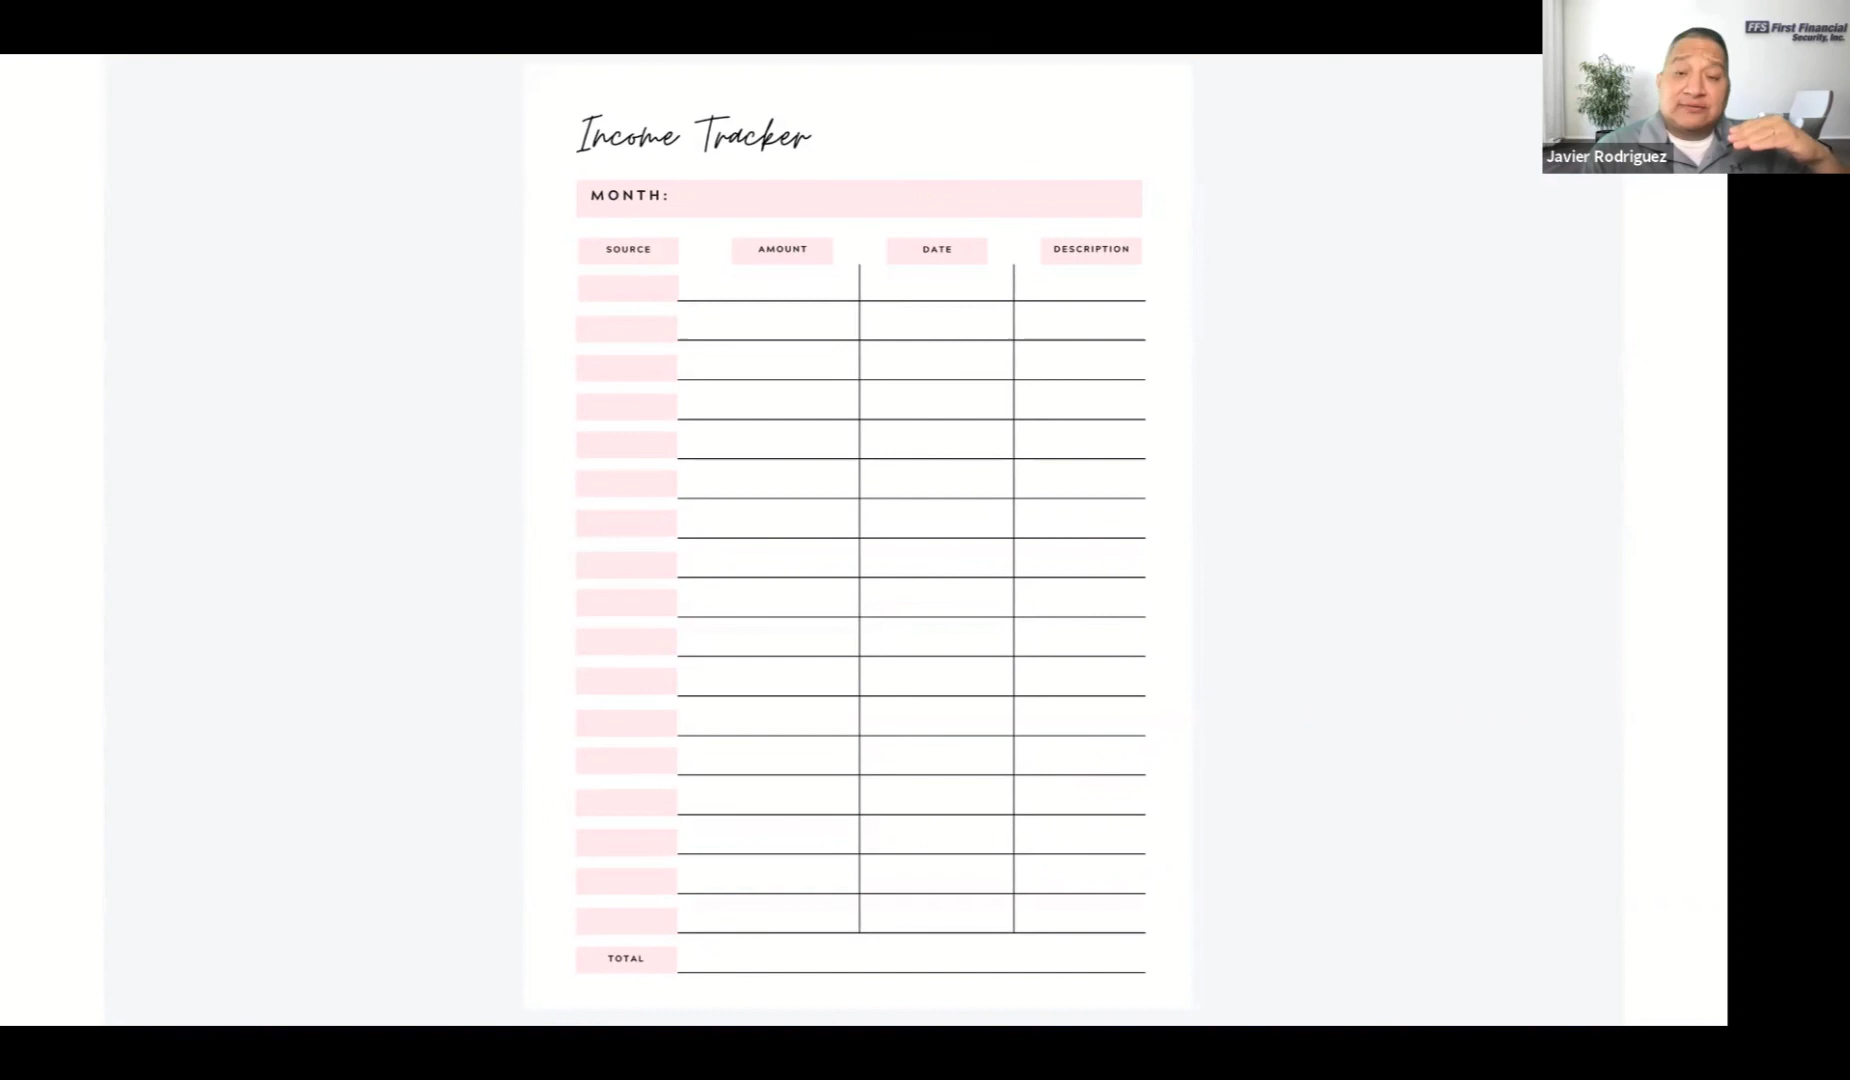 Income Tracker
MONTH:
SOURCE AMOUNT DATE DESCRIPTION
TOTAL
FFS First Financial
Security, Inc.
Javier Rodriguez